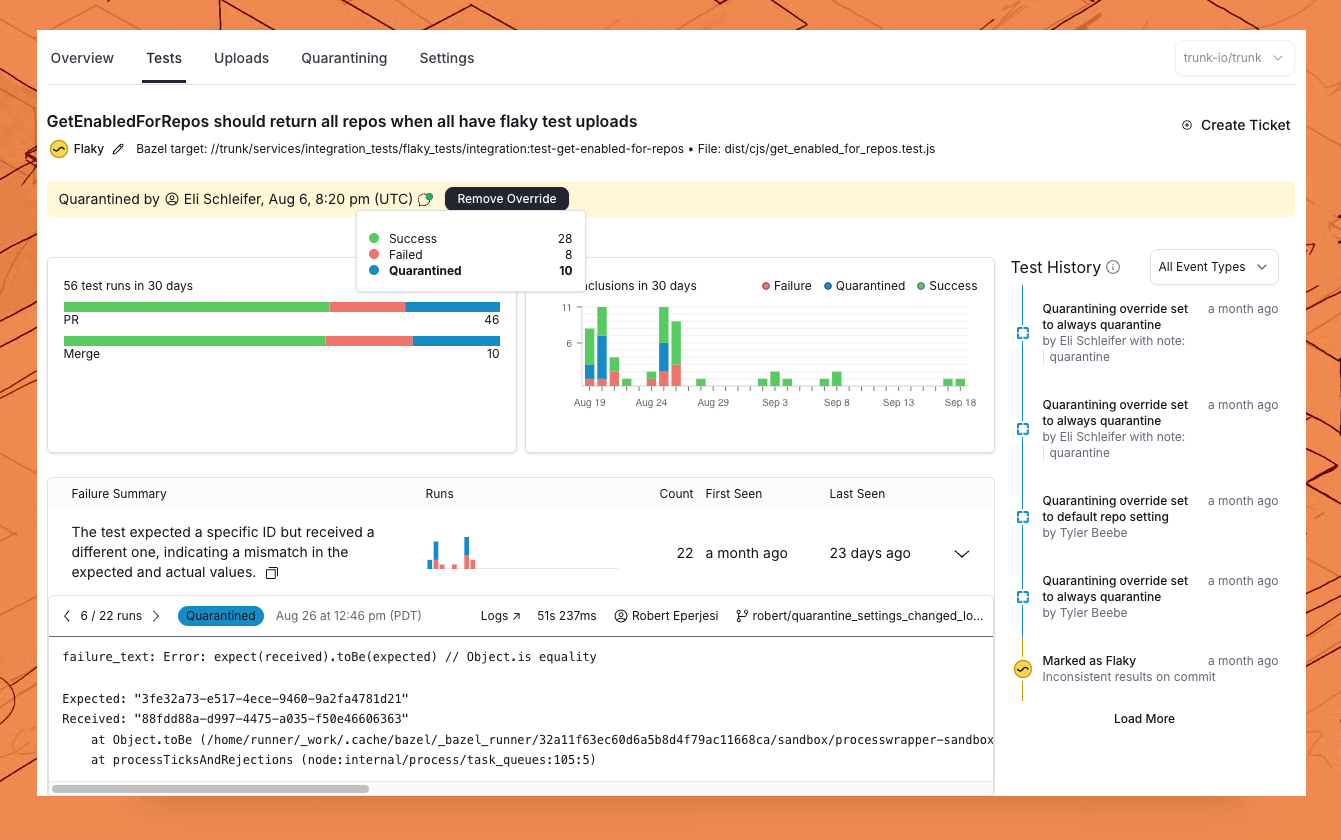 Overview Tests Uploads Quarantining Settings
trunk-io/trunk
GetEnabledForRepos should return all repos when all have flaky test uploads
Create Ticket
Flaky Bazel target: //trunk/services/integration_tests/flaky_tests/integration:test-get-enabled-for-repos • File: dist/cjs/get_enabled_for_repos.test.js
Quarantined by Eli Schleifer, Aug 6, 8:20 pm (UTC) Remove Override
Success 28
Failed 8
Quarantined 10
56 test runs in 30 days
PR 46
Merge 10
nclusions in 30 days
Failure Quarantined Success
11
6
Aug 19 Aug 24 Aug 29 Sep 3 Sep 8 Sep 13 Sep 18
Failure Summary Runs Count First Seen Last Seen
The test expected a specific ID but received a
different one, indicating a mismatch in the
expected and actual values.
22 a month ago 23 days ago
6 / 22 runs Quarantined Aug 26 at 12:46 pm (PDT) Logs 51s 237ms Robert Eperjesi robert/quarantine_settings_changed_lo...
failure_text: Error: expect(received).toBe(expected) // Object.is equality
Expected: "3fe32a73-e517-4ece-9460-9a2fa4781d21"
Received: "88fdd88a-d997-4475-a035-f50e46606363"
at Object.toBe (/home/runner/_work/.cache/bazel/_bazel_runner/32a11f63ec60d6a5b8d4f79ac11668ca/sandbox/processwrapper-sandbox
at processTicksAndRejections (node:internal/process/task_queues:105:5)
Test History All Event Types
Quarantining override set a month ago
to always quarantine
by Eli Schleifer with note:
quarantine
Quarantining override set a month ago
to always quarantine
by Eli Schleifer with note:
quarantine
Quarantining override set a month ago
to default repo setting
by Tyler Beebe
Quarantining override set a month ago
to always quarantine
by Tyler Beebe
Marked as Flaky a month ago
Inconsistent results on commit
Load More